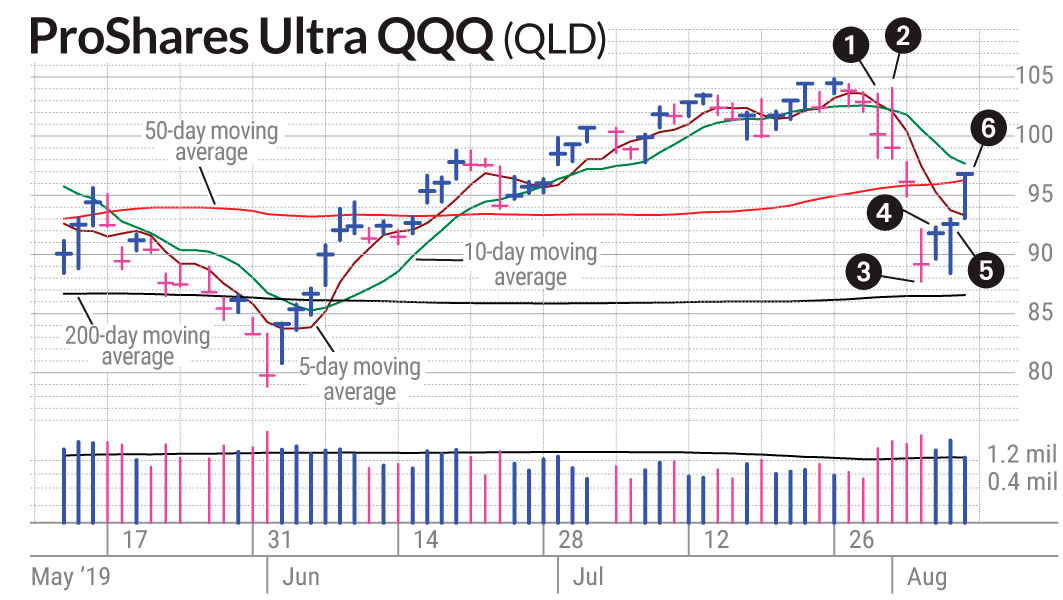 ProShares Ultra QQQ (QLD)
1
2
105
50-day moving
average
100
6
95
4
10-day moving
average
90
3
5
200-day moving
average
85
5-day moving
average
80
1.2 mil
0.4 mil
17
31
14
28
12
26
May ’19
Jun
Jul
Aug